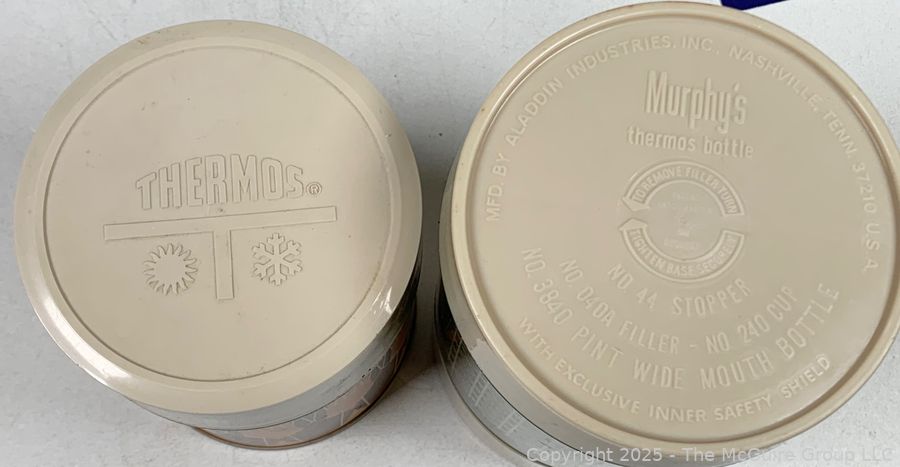 THERMOS®
MFD. BY ALADDIN INDUSTRIES, INC. NASHVILLE, TENN. 37210 U.S.A.
Murphy's
thermos bottle
TO REMOVE FILLER TURN
TIGHTEN BASE SECURELY
NO. 44 STOPPER
NO. 040A FILLER - NO. 240 CUP
NO. 3840 PINT WIDE MOUTH BOTTLE
WITH EXCLUSIVE INNER SAFETY SHIELD
Copyright 2025 - The McGuire Group LLC